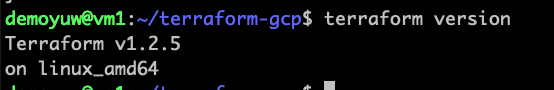 demoyuw@vm1:~/terraform-gcp$ terraform version
Terraform v1.2.5
on linux_amd64